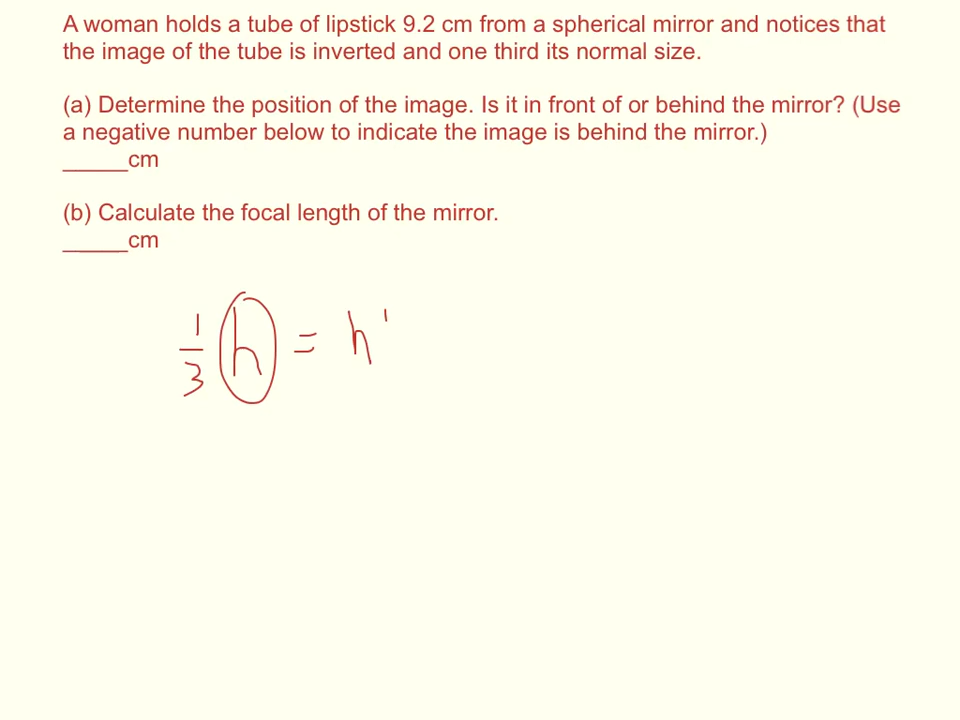 A woman holds a tube of lipstick 9.2 cm from a spherical mirror and notices that
the image of the tube is inverted and one third its normal size.
(a) Determine the position of the image. Is it in front of or behind the mirror? (Use
a negative number below to indicate the image is behind the mirror.)
_____cm
(b) Calculate the focal length of the mirror.
_____cm
1/3 h = h'